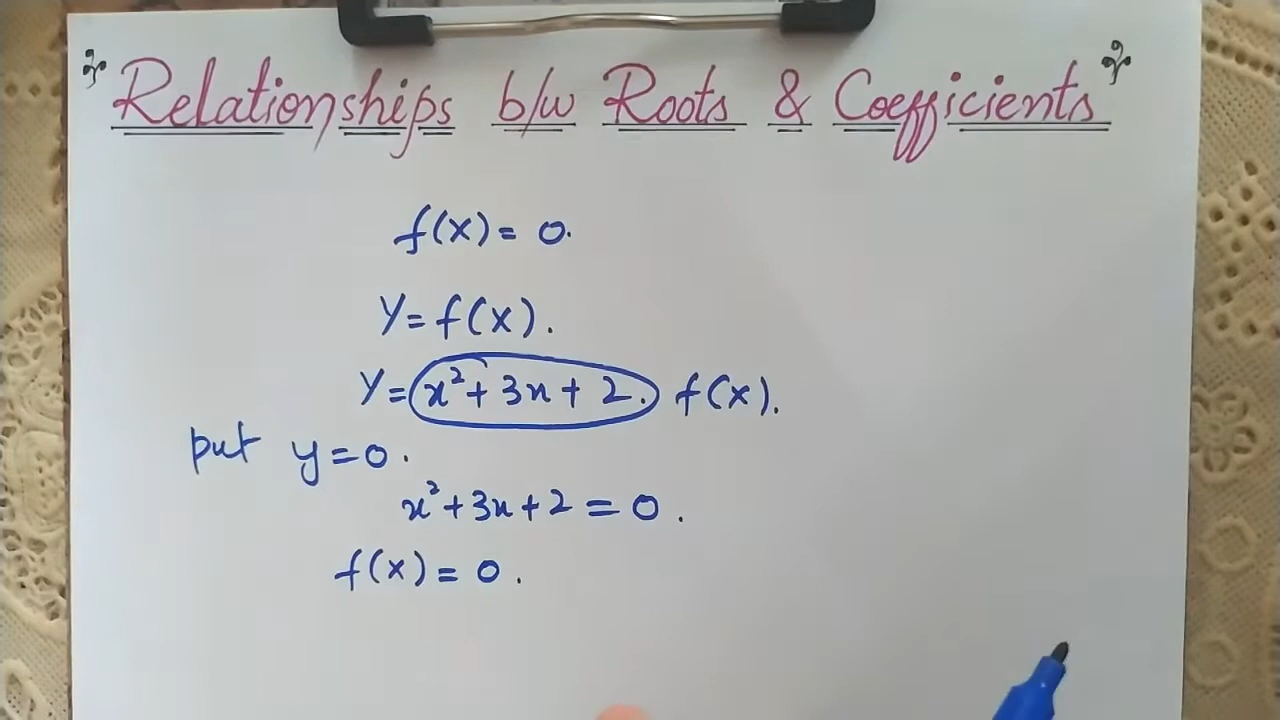 Relationships b/w Roots & Coefficients
f(x) = 0.
Y = f(x).
Y = x² + 3x + 2. f(x).
put y = 0.
x² + 3x + 2 = 0.
f(x) = 0.